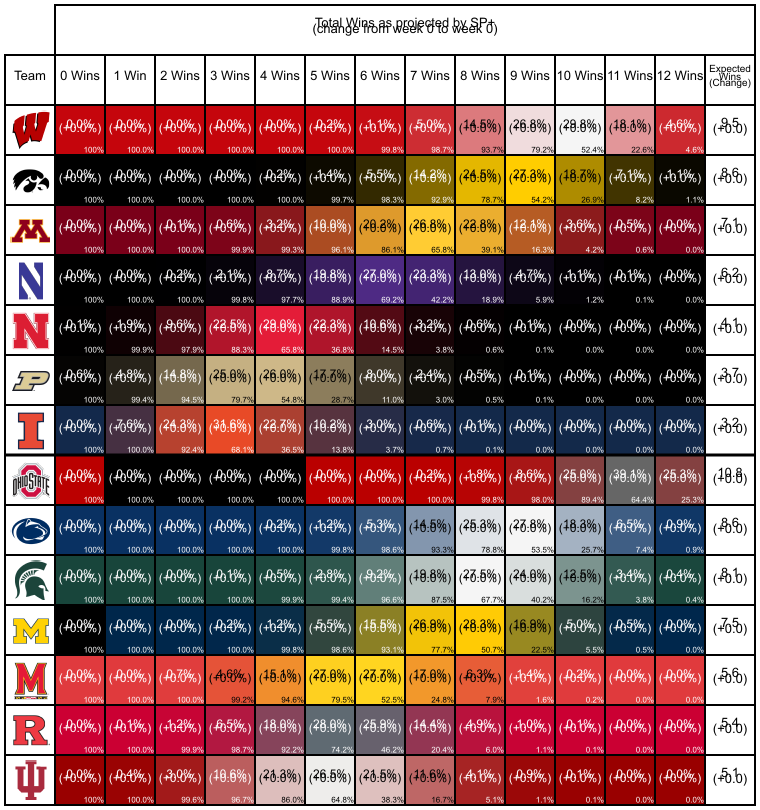 Total Wins as projected by SP+
(change from week 0 to week 0)
Team 0 Wins 1 Win 2 Wins 3 Wins 4 Wins 5 Wins 6 Wins 7 Wins 8 Wins 9 Wins 10 Wins 11 Wins 12 Wins Expected Wins (Change)
0.0% 0.0% 0.0% 0.0% 0.0% 0.2% 1.1% 5.0% 14.5% 26.8% 29.8% 18.1% 4.6% 9.5
(+0.0%) (+0.0%) (+0.0%) (+0.0%) (+0.0%) (+0.0%) (+0.0%) (+0.0%) (+0.0%) (+0.0%) (+0.0%) (+0.0%) (+0.0%) (+0.0)
100% 100.0% 100.0% 100.0% 100.0% 100.0% 99.8% 98.7% 93.7% 79.2% 52.4% 22.6% 4.6%
0.0% 0.0% 0.0% 0.0% 0.2% 1.4% 5.5% 14.2% 24.5% 27.3% 18.7% 7.1% 1.1% 8.6
(+0.0%) (+0.0%) (+0.0%) (+0.0%) (+0.0%) (+0.0%) (+0.0%) (+0.0%) (+0.0%) (+0.0%) (+0.0%) (+0.0%) (+0.0%) (+0.0)
100% 100.0% 100.0% 100.0% 100.0% 99.7% 98.3% 92.9% 78.7% 54.2% 26.9% 8.2% 1.1%
0.0% 0.0% 0.1% 0.6% 3.2% 10.0% 20.2% 26.8% 22.8% 12.1% 3.6% 0.5% 0.0% 7.1
(+0.0%) (+0.0%) (+0.0%) (+0.0%) (+0.0%) (+0.0%) (+0.0%) (+0.0%) (+0.0%) (+0.0%) (+0.0%) (+0.0%) (+0.0%) (+0.0)
100% 100.0% 100.0% 99.9% 99.3% 96.1% 86.1% 65.8% 39.1% 16.3% 4.2% 0.6% 0.0%
0.0% 0.0% 0.2% 2.1% 8.7% 19.8% 27.0% 23.3% 13.0% 4.7% 1.1% 0.1% 0.0% 6.2
(+0.0%) (+0.0%) (+0.0%) (+0.0%) (+0.0%) (+0.0%) (+0.0%) (+0.0%) (+0.0%) (+0.0%) (+0.0%) (+0.0%) (+0.0%) (+0.0)
100% 100.0% 100.0% 99.8% 97.7% 88.9% 69.2% 42.2% 18.9% 5.9% 1.2% 0.1% 0.0%
0.1% 1.9% 9.6% 22.5% 29.0% 22.3% 10.6% 3.2% 0.6% 0.1% 0.0% 0.0% 0.0% 4.1
(+0.0%) (+0.0%) (+0.0%) (+0.0%) (+0.0%) (+0.0%) (+0.0%) (+0.0%) (+0.0%) (+0.0%) (+0.0%) (+0.0%) (+0.0%) (+0.0)
100% 99.9% 97.9% 88.3% 65.8% 36.8% 14.5% 3.8% 0.6% 0.1% 0.0% 0.0% 0.0%
0.6% 4.8% 14.8% 25.0% 26.0% 17.7% 8.0% 2.4% 0.5% 0.1% 0.0% 0.0% 0.0% 3.7
(+0.0%) (+0.0%) (+0.0%) (+0.0%) (+0.0%) (+0.0%) (+0.0%) (+0.0%) (+0.0%) (+0.0%) (+0.0%) (+0.0%) (+0.0%) (+0.0)
100% 99.4% 94.5% 79.7% 54.8% 28.7% 11.0% 3.0% 0.5% 0.1% 0.0% 0.0% 0.0%
0.0% 7.6% 24.3% 31.6% 22.7% 10.2% 3.0% 0.6% 0.1% 0.0% 0.0% 0.0% 0.0% 3.2
(+0.0%) (+0.0%) (+0.0%) (+0.0%) (+0.0%) (+0.0%) (+0.0%) (+0.0%) (+0.0%) (+0.0%) (+0.0%) (+0.0%) (+0.0%) (+0.0)
100% 100.0% 92.4% 68.1% 36.5% 13.8% 3.7% 0.7% 0.1% 0.0% 0.0% 0.0% 0.0%
OHIO STATE 0.0% 0.0% 0.0% 0.0% 0.0% 0.0% 0.0% 0.2% 1.8% 8.6% 25.0% 39.1% 25.3% 10.8
(+0.0%) (+0.0%) (+0.0%) (+0.0%) (+0.0%) (+0.0%) (+0.0%) (+0.0%) (+0.0%) (+0.0%) (+0.0%) (+0.0%) (+0.0%) (+0.0)
100% 100.0% 100.0% 100.0% 100.0% 100.0% 100.0% 100.0% 99.8% 98.0% 89.4% 64.4% 25.3%
0.0% 0.0% 0.0% 0.0% 0.2% 1.2% 5.3% 14.5% 25.3% 27.8% 18.3% 6.5% 0.9% 8.6
(+0.0%) (+0.0%) (+0.0%) (+0.0%) (+0.0%) (+0.0%) (+0.0%) (+0.0%) (+0.0%) (+0.0%) (+0.0%) (+0.0%) (+0.0%) (+0.0)
100% 100.0% 100.0% 100.0% 100.0% 99.8% 98.6% 93.3% 78.8% 53.5% 25.7% 7.4% 0.9%
0.0% 0.0% 0.0% 0.1% 0.5% 2.8% 9.2% 19.8% 27.5% 24.0% 12.5% 3.4% 0.4% 8.1
(+0.0%) (+0.0%) (+0.0%) (+0.0%) (+0.0%) (+0.0%) (+0.0%) (+0.0%) (+0.0%) (+0.0%) (+0.0%) (+0.0%) (+0.0%) (+0.0)
100% 100.0% 100.0% 100.0% 99.9% 99.4% 96.6% 87.5% 67.7% 40.2% 16.2% 3.8% 0.4%
0.0% 0.0% 0.0% 0.2% 1.2% 5.5% 15.5% 26.9% 28.3% 16.9% 5.0% 0.5% 0.0% 7.5
(+0.0%) (+0.0%) (+0.0%) (+0.0%) (+0.0%) (+0.0%) (+0.0%) (+0.0%) (+0.0%) (+0.0%) (+0.0%) (+0.0%) (+0.0%) (+0.0)
100% 100.0% 100.0% 100.0% 99.8% 98.6% 93.1% 77.7% 50.7% 22.5% 5.5% 0.5% 0.0%
0.0% 0.0% 0.7% 4.6% 15.1% 27.0% 27.7% 17.0% 6.3% 1.4% 0.2% 0.0% 0.0% 5.6
(+0.0%) (+0.0%) (+0.0%) (+0.0%) (+0.0%) (+0.0%) (+0.0%) (+0.0%) (+0.0%) (+0.0%) (+0.0%) (+0.0%) (+0.0%) (+0.0)
100% 100.0% 100.0% 99.2% 94.6% 79.5% 52.5% 24.8% 7.9% 1.6% 0.2% 0.0% 0.0%
0.0% 0.1% 1.2% 6.5% 18.0% 28.0% 25.9% 14.4% 4.9% 1.0% 0.1% 0.0% 0.0% 5.4
(+0.0%) (+0.0%) (+0.0%) (+0.0%) (+0.0%) (+0.0%) (+0.0%) (+0.0%) (+0.0%) (+0.0%) (+0.0%) (+0.0%) (+0.0%) (+0.0)
100% 100.0% 99.9% 98.7% 92.2% 74.2% 46.2% 20.4% 6.0% 1.1% 0.1% 0.0% 0.0%
0.0% 0.4% 3.0% 10.6% 21.3% 26.5% 21.5% 11.6% 4.1% 0.9% 0.1% 0.0% 0.0% 5.1
(+0.0%) (+0.0%) (+0.0%) (+0.0%) (+0.0%) (+0.0%) (+0.0%) (+0.0%) (+0.0%) (+0.0%) (+0.0%) (+0.0%) (+0.0%) (+0.0)
100% 100.0% 99.6% 96.7% 86.0% 64.8% 38.3% 16.7% 5.1% 1.1% 0.1% 0.0% 0.0%